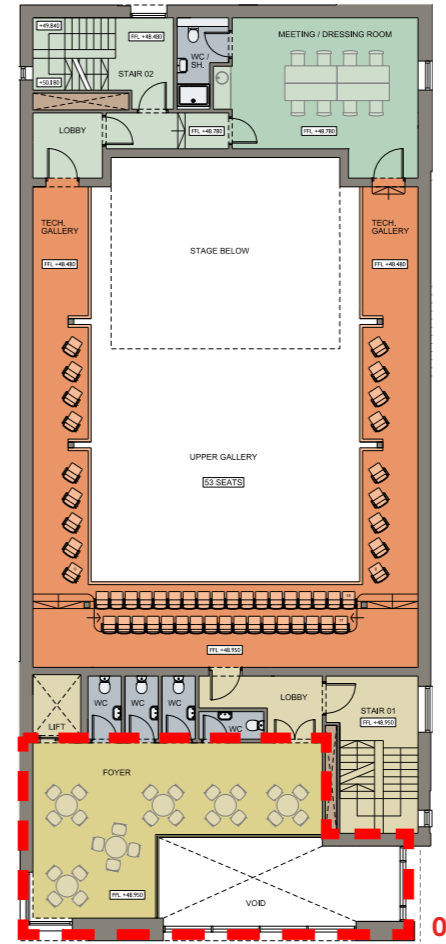 +49.840
FFL +48.480
MEETING / DRESSING ROOM
WC /
SH.
STAIR 02
+50.180
LOBBY
FFL +48.780
FFL +48.780
TECH.
GALLERY
TECH.
GALLERY
STAGE BELOW
FFL +48.480
FFL +48.480
UPPER GALLERY
53 SEATS
17
FFL +48.950
LOBBY
STAIR 01
WC
WC
WC
FFL +48.950
LIFT
WC
FOYER
FFL +48.950
VOID
0